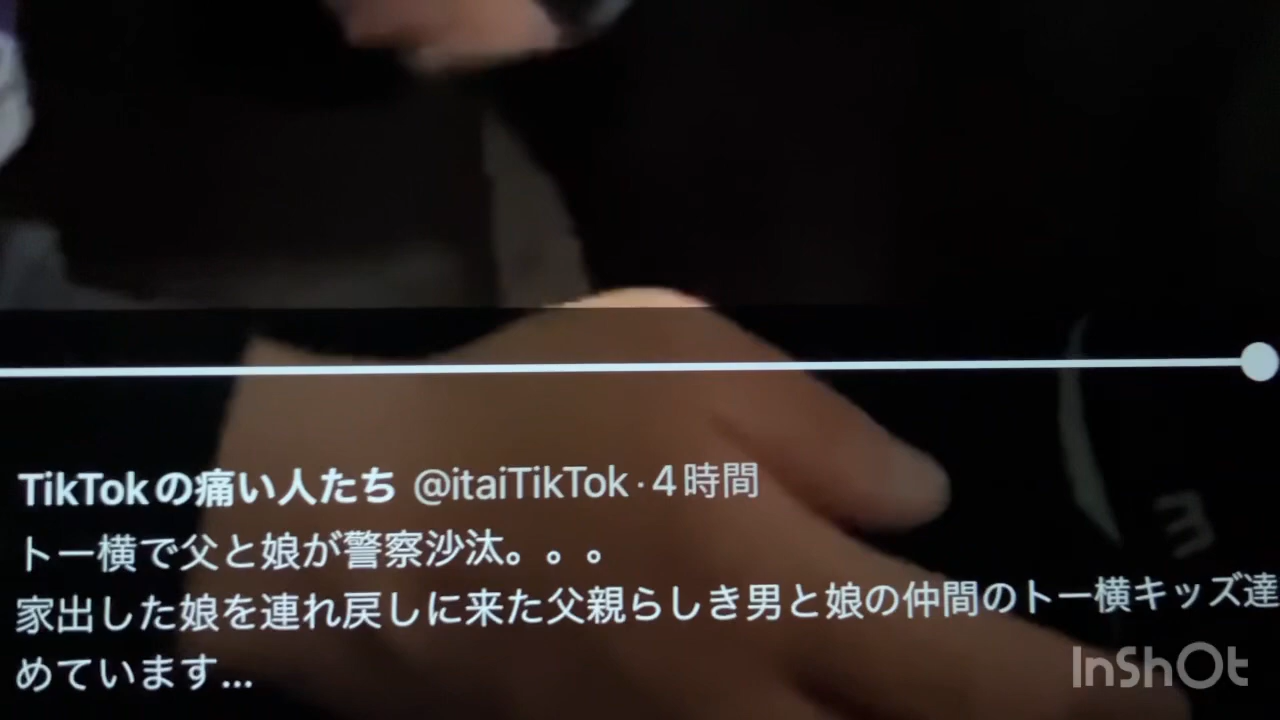 TikTokの痛い人たち @itaiTikTok·4時間
トー横で父と娘が警察沙汰。。。
家出した娘を連れ戻しに来た父親らしき男と娘の仲間のトー横キッズ達
めています...
InShOt